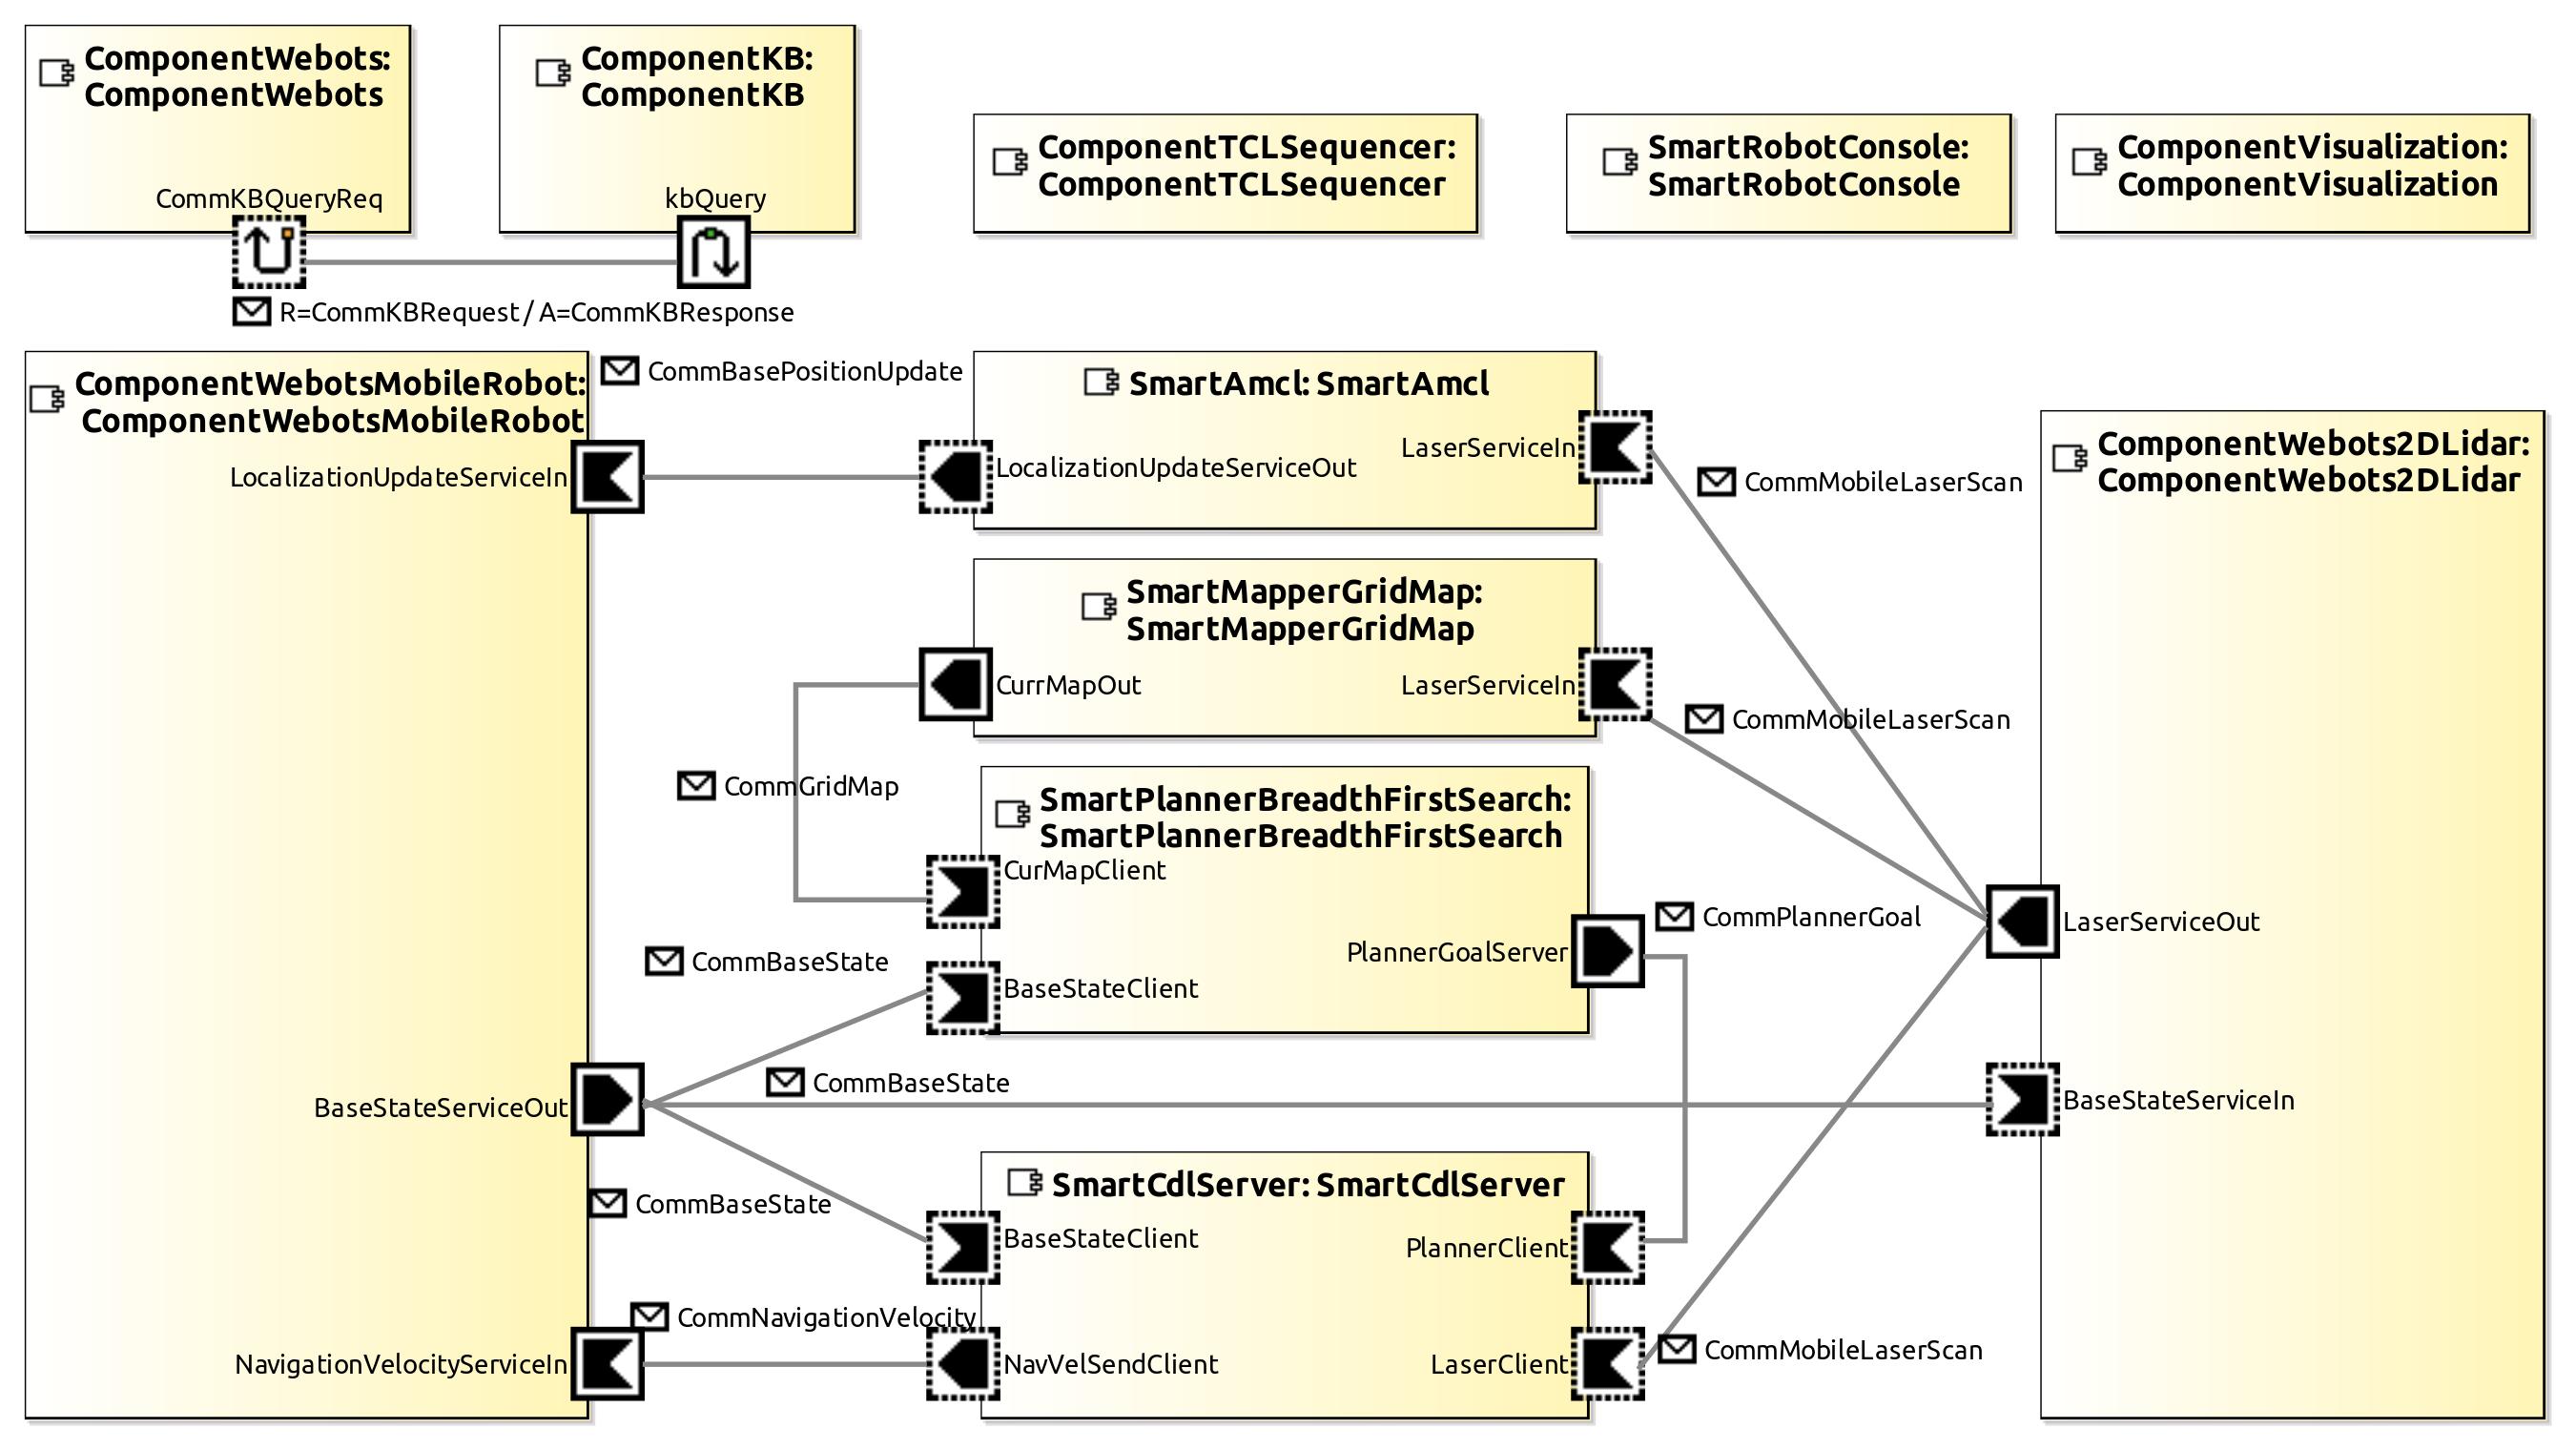 ComponentWebots:
ComponentWebots
CommKBQueryReq
ComponentKB:
ComponentKB
kbQuery
R=CommKBRequest / A=CommKBResponse
ComponentTCLSequencer:
ComponentTCLSequencer
SmartRobotConsole:
SmartRobotConsole
ComponentVisualization:
ComponentVisualization
ComponentWebotsMobileRobot:
ComponentWebotsMobileRobot
LocalizationUpdateServiceIn
BaseStateServiceOut
NavigationVelocityServiceIn
CommBasePositionUpdate
SmartAmcl: SmartAmcl
LocalizationUpdateServiceOut
LaserServiceIn
CommMobileLaserScan
SmartMapperGridMap:
SmartMapperGridMap
CurrMapOut
LaserServiceIn
CommMobileLaserScan
CommGridMap
SmartPlannerBreadthFirstSearch:
SmartPlannerBreadthFirstSearch
CurMapClient
PlannerGoalServer
BaseStateClient
CommPlannerGoal
CommBaseState
CommBaseState
CommBaseState
SmartCdlServer: SmartCdlServer
BaseStateClient
PlannerClient
CommNavigationVelocity
NavVelSendClient
LaserClient
CommMobileLaserScan
ComponentWebots2DLidar:
ComponentWebots2DLidar
LaserServiceOut
BaseStateServiceIn